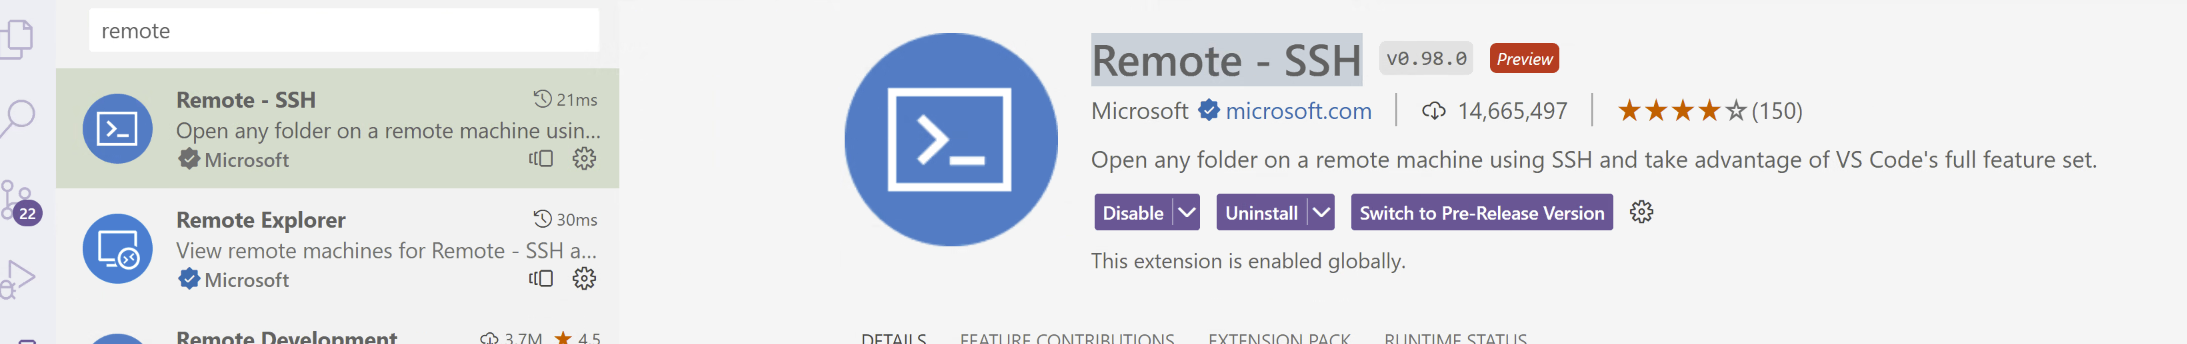 remote
Remote - SSH
21ms
Open any folder on a remote machine usin...
Microsoft
22
Remote Explorer
30ms
View remote machines for Remote - SSH a...
Microsoft
Remote Development
3.7M
4.5
Remote - SSH
v0.98.0
Preview
Microsoft
microsoft.com
14,665,497
(150)
Open any folder on a remote machine using SSH and take advantage of VS Code's full feature set.
Disable
Uninstall
Switch to Pre-Release Version
This extension is enabled globally.
DETAILS
FEATURE CONTRIBUTIONS
EXTENSION PACK
RUNTIME STATUS